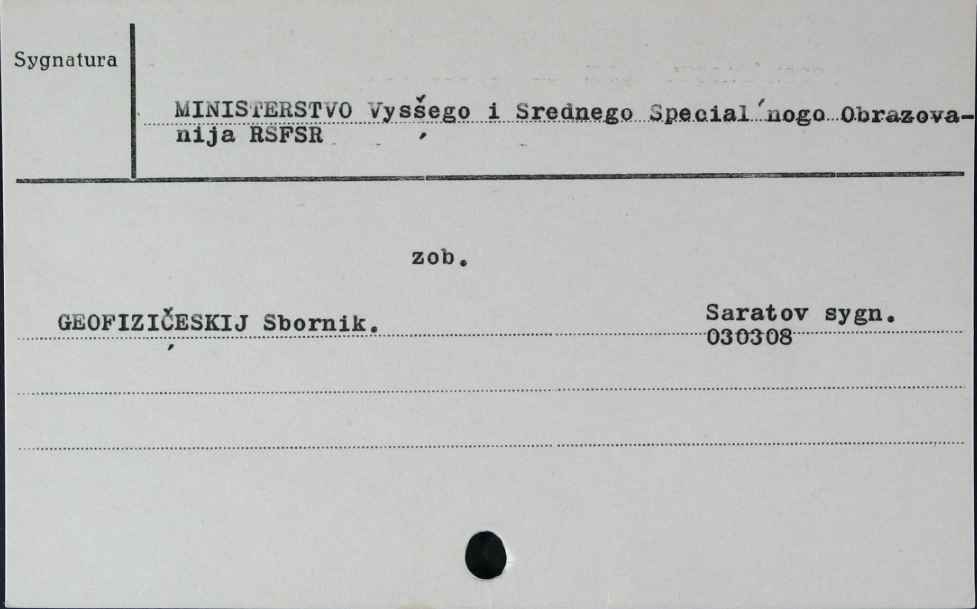 Sygnatura
MINISTERSTVO Vysšego i Srednego Special´nogo Obrazova-
nija RSFSR
zob.
GEOFIZIČESKIJ Sbornik.
Saratov sygn.
030308